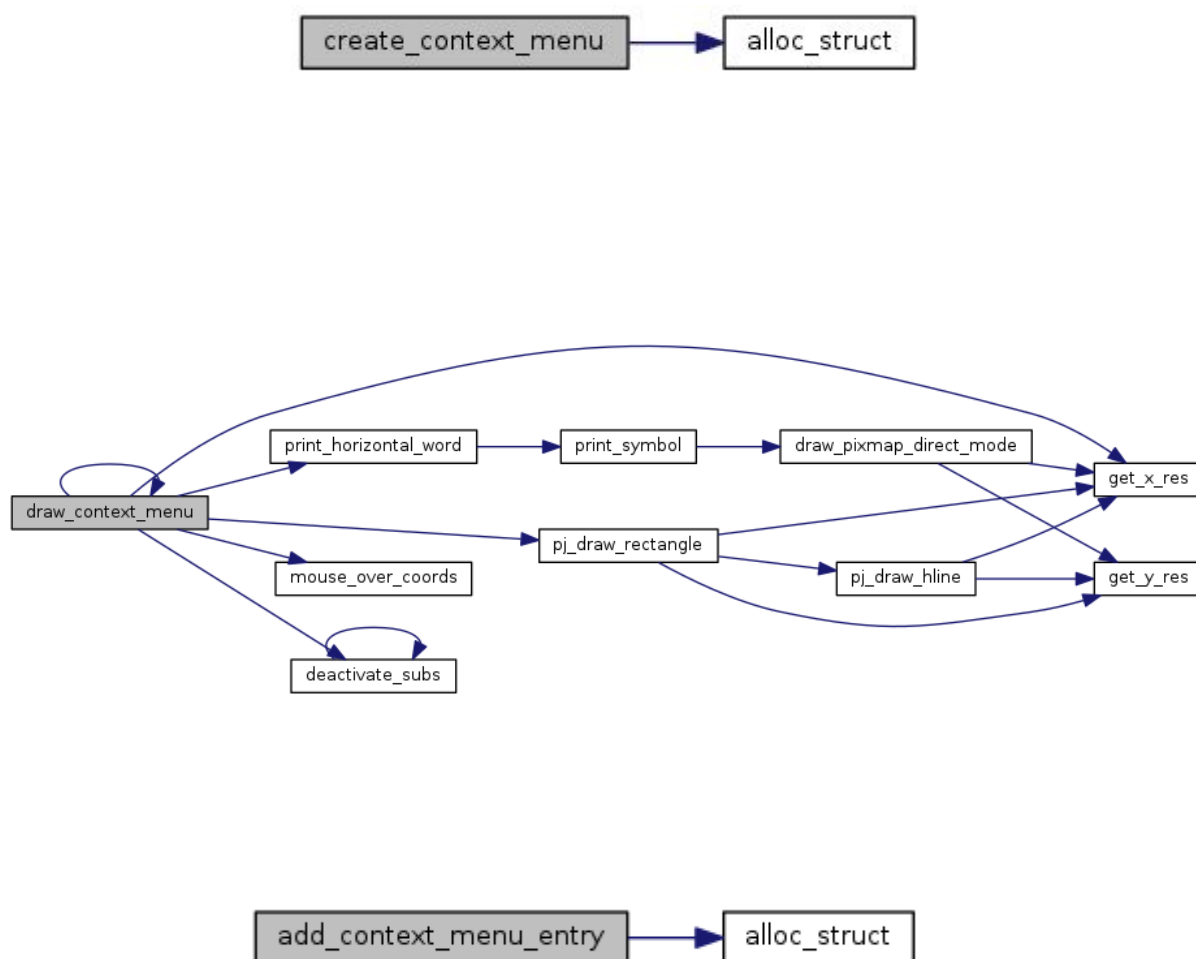 create_context_menu
alloc_struct
print_horizontal_word
print_symbol
draw_pixmap_direct_mode
get_x_res
draw_context_menu
pj_draw_rectangle
mouse_over_coords
pj_draw_hline
get_y_res
deactivate_subs
add_context_menu_entry
alloc_struct